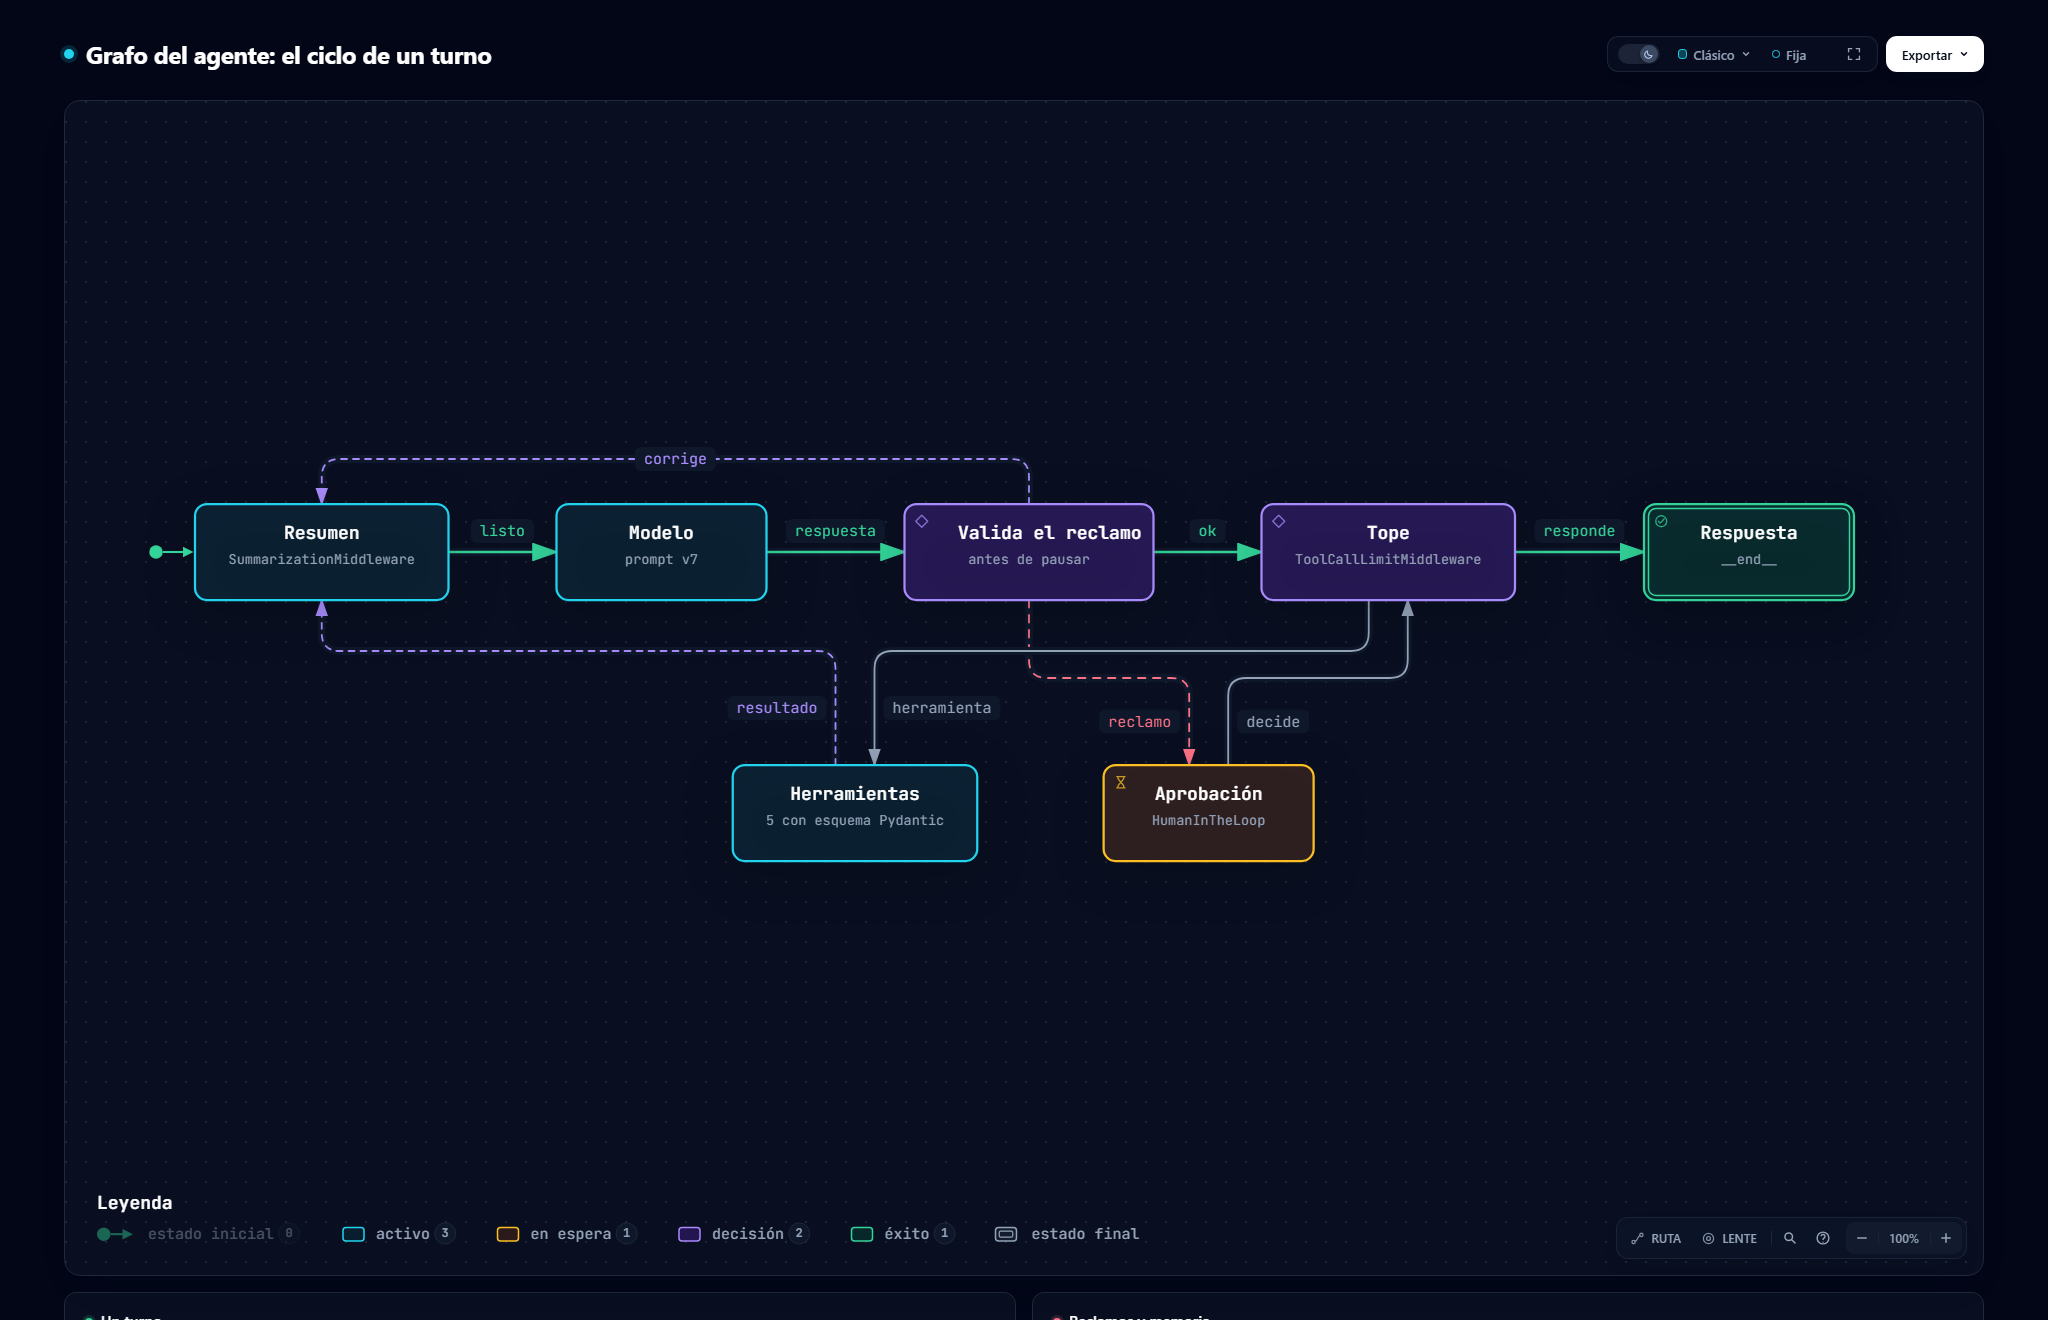 Grafo del agente: el ciclo de un turno
Clásico
Fija
Exportar
corrige
Resumen
SummarizationMiddleware
listo
Modelo
prompt v7
respuesta
Valida el reclamo
antes de pausar
ok
Tope
ToolCallLimitMiddleware
responde
Respuesta
__end__
resultado
herramienta
reclamo
decide
Herramientas
5 con esquema Pydantic
Aprobación
HumanInTheLoop
Leyenda
estado inicial 0
activo 3
en espera 1
decisión 2
éxito 1
estado final
RUTA
LENTE
100%